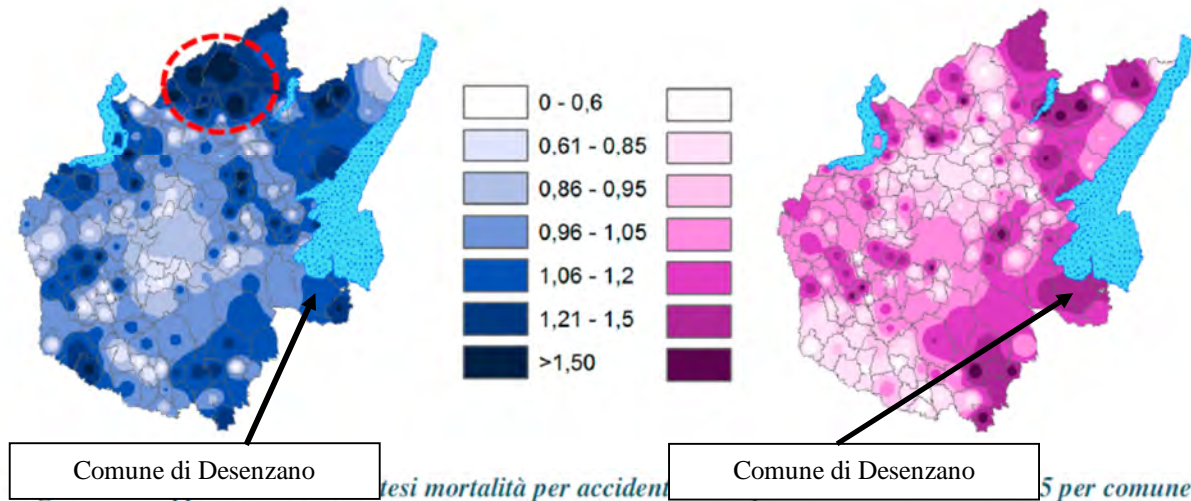 0 - 0,6
0,61 - 0,85
0,86 - 0,95
0,96 - 1,05
1,06 - 1,2
1,21 - 1,5
>1,50
Comune di Desenzano
Comune di Desenzano
tesi mortalità per accident 5 per comune